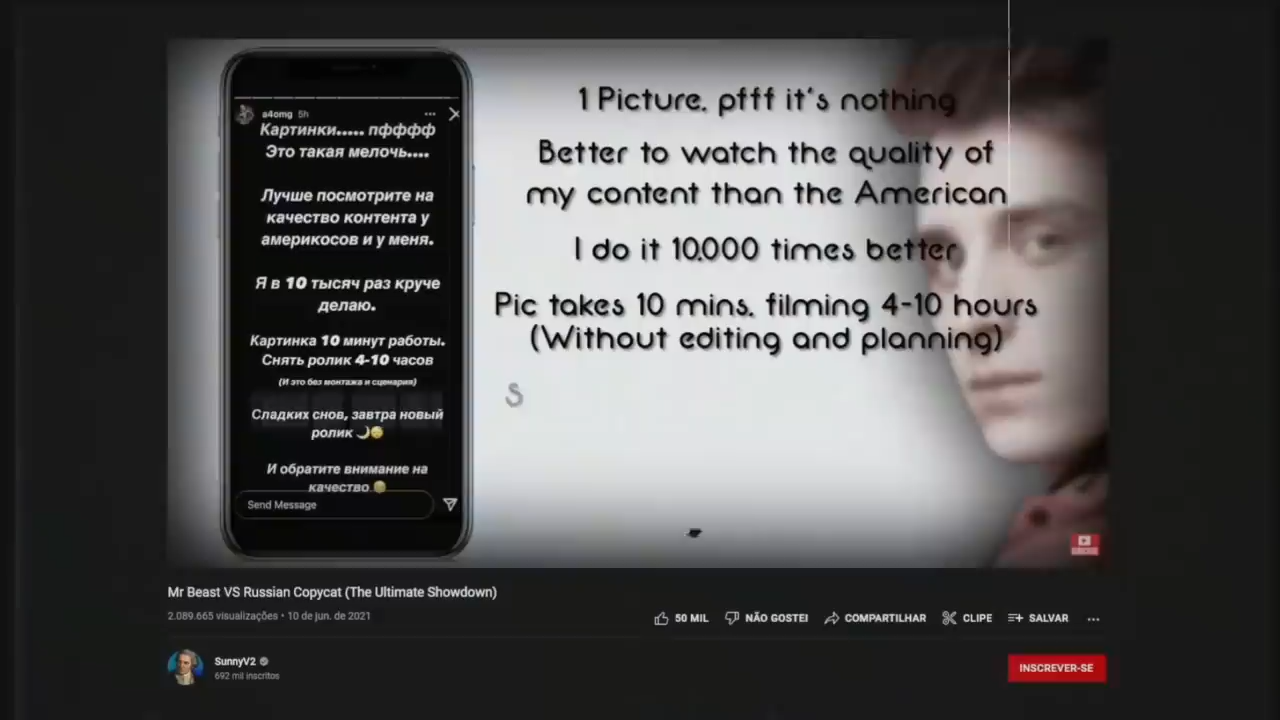 a4omg 5h
Картинки..... пфффф
Это такая мелочь....
Лучше посмотрите на
качество контента у
америкосов и у меня.
Я в 10 тысяч раз круче
делаю.
Картинка 10 минут работы.
Снять ролик 4-10 часов
(И это без монтажа и сценария)
Сладких снов, завтра новый
ролик 🌙😴
И обратите внимание на
качество
Send Message
1 Picture, pfff it's nothing
Better to watch the quality of
my content than the American
I do it 10,000 times better
Pic takes 10 mins, filming 4-10 hours
(Without editing and planning)
S
Mr Beast VS Russian Copycat (The Ultimate Showdown)
2.089.665 visualizações • 10 de jun. de 2021
50 MIL NÃO GOSTEI COMPARTILHAR CLIPE SALVAR ...
SunnyV2
692 mil inscritos
INSCREVER-SE